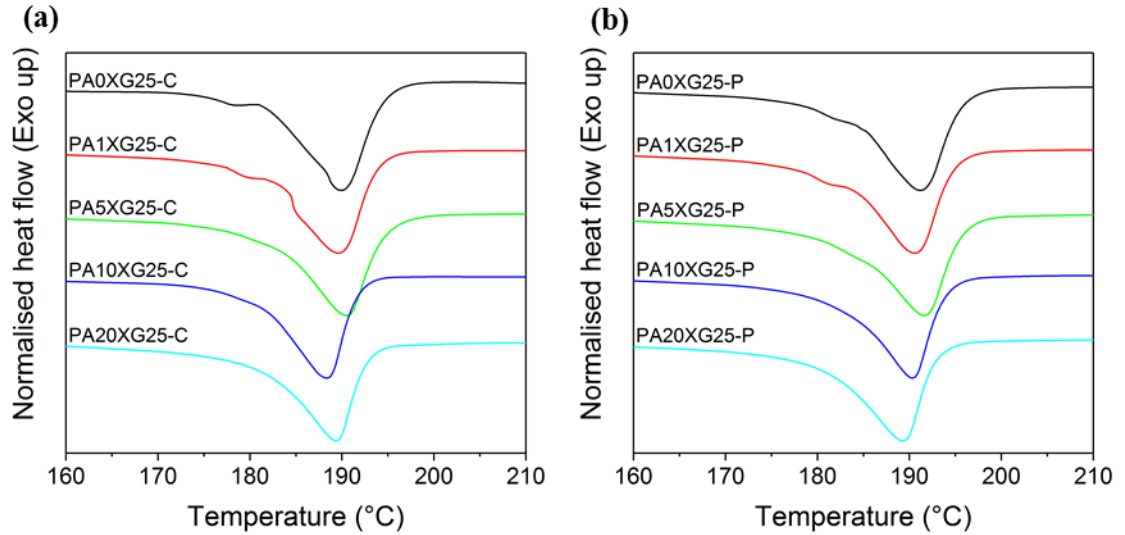 (a)
Normalised heat flow (Exo up)
PA0XG25-C
PA1XG25-C
PA5XG25-C
PA10XG25-C
PA20XG25-C
160 170 180 190 200 210
Temperature (°C)
(b)
Normalised heat flow (Exo up)
PA0XG25-P
PA1XG25-P
PA5XG25-P
PA10XG25-P
PA20XG25-P
160 170 180 190 200 210
Temperature (°C)